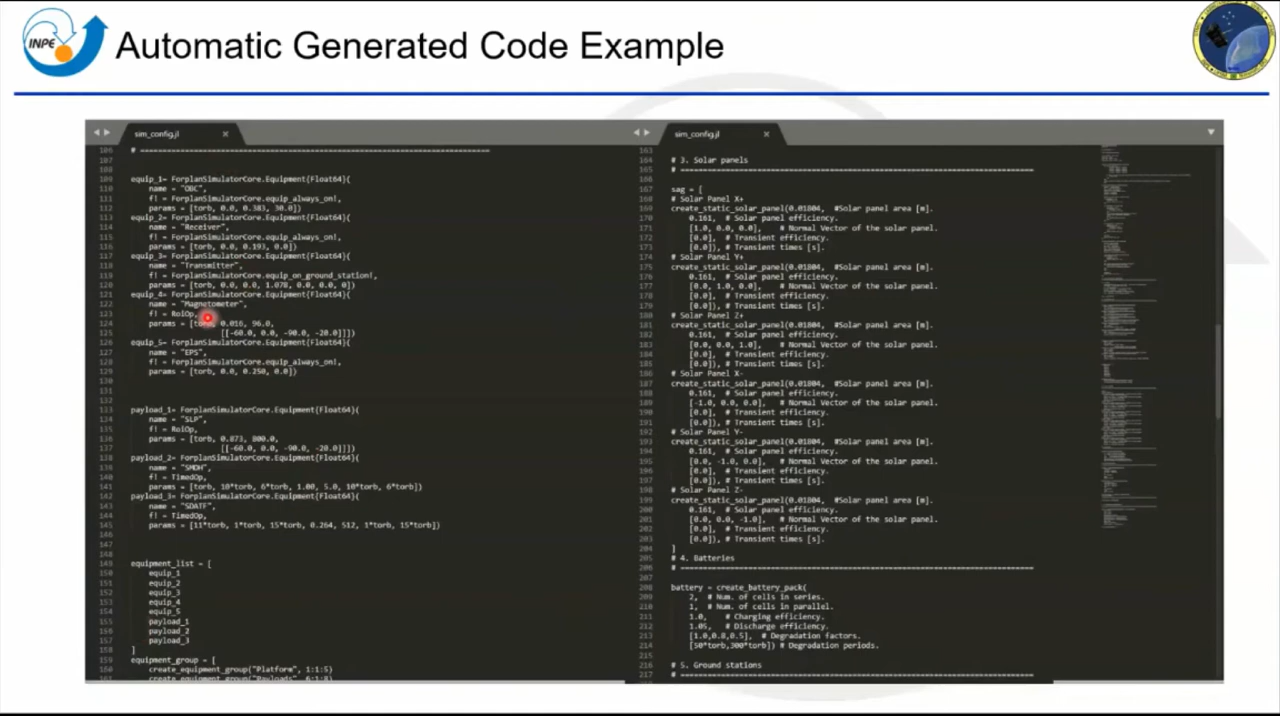 INPE
Automatic Generated Code Example
sim_config.jl ×
106 # ==============================================================================
107
108
109 equip_1= ForplanSimulatorCore.Equipment{Float64}(
110 name = "OBC",
111 f! = ForplanSimulatorCore.equip_always_on!,
112 params = [torb, 0.0, 0.383, 30.0])
113 equip_2= ForplanSimulatorCore.Equipment{Float64}(
114 name = "Receiver",
115 f! = ForplanSimulatorCore.equip_always_on!,
116 params = [torb, 0.0, 0.193, 0.0])
117 equip_3= ForplanSimulatorCore.Equipment{Float64}(
118 name = "Transmitter",
119 f! = ForplanSimulatorCore.equip_on_ground_station!,
120 params = [torb, 0.0, 0.0, 1.078, 0.0, 0.0, 0])
121 equip_4= ForplanSimulatorCore.Equipment{Float64}(
122 name = "Magnetometer",
123 f! = RoiOp,
124 params = [torb, 0.016, 96.0,
125 [[-60.0, 0.0, -90.0, -20.0]]])
126 equip_5= ForplanSimulatorCore.Equipment{Float64}(
127 name = "EPS",
128 f! = ForplanSimulatorCore.equip_always_on!,
129 params = [torb, 0.0, 0.250, 0.0])
130
131
132
133 payload_1= ForplanSimulatorCore.Equipment{Float64}(
134 name = "SLP",
135 f! = RoiOp,
136 params = [torb, 0.873, 800.0
137 [[-60.0, 0.0, -90.0, -20.0]]])
138 payload_2= ForplanSimulatorCore.Equipment{Float64}(
139 name = "SMDH",
140 f! = TimedOp,
141 params = [torb, 10*torb, 6*torb, 1.00, 5.0, 10*torb, 6*torb])
142 payload_3= ForplanSimulatorCore.Equipment{Float64}(
143 name = "SDATF",
144 f! = TimedOp,
145 params = [11*torb, 1*torb, 15*torb, 0.264, 512, 1*torb, 15*torb])
146
147
148
149 equipment_list = [
150 equip_1
151 equip_2
152 equip_3
153 equip_4
154 equip_5
155 payload_1
156 payload_2
157 payload_3
158 ]
159 equipment_group = [
160 create_equipment_group("Platform", 1:1:5)
161 create_equipment_group("Payloads", 6:1:8)
sim_config.jl ×
163
164 # 3. Solar panels
165 # ==============================================================================
166
167 sag = [
168 # Solar Panel X+
169 create_static_solar_panel(0.01804, #Solar panel area [m].
170 0.161, # Solar panel efficiency.
171 [1.0, 0.0, 0.0], # Normal Vector of the solar panel.
172 [0.0], # Transient efficiency.
173 [0.0]), # Transient times [s].
174 # Solar Panel Y+
175 create_static_solar_panel(0.01804, #Solar panel area [m].
176 0.161, # Solar panel efficiency.
177 [0.0, 1.0, 0.0], # Normal Vector of the solar panel.
178 [0.0], # Transient efficiency.
179 [0.0]), # Transient times [s].
180 # Solar Panel Z+
181 create_static_solar_panel(0.01804, #Solar panel area [m].
182 0.161, # Solar panel efficiency.
183 [0.0, 0.0, 1.0], # Normal Vector of the solar panel.
184 [0.0], # Transient efficiency.
185 [0.0]), # Transient times [s].
186 # Solar Panel X-
187 create_static_solar_panel(0.01804, #Solar panel area [m].
188 0.161, # Solar panel efficiency.
189 [-1.0, 0.0, 0.0], # Normal Vector of the solar panel.
190 [0.0], # Transient efficiency.
191 [0.0]), # Transient times [s].
192 # Solar Panel Y-
193 create_static_solar_panel(0.01804, #Solar panel area [m].
194 0.161, # Solar panel efficiency.
195 [0.0, -1.0, 0.0], # Normal Vector of the solar panel.
196 [0.0], # Transient efficiency.
197 [0.0]), # Transient times [s].
198 # Solar Panel Z-
199 create_static_solar_panel(0.01804, #Solar panel area [m].
200 0.161, # Solar panel efficiency.
201 [0.0, 0.0, -1.0], # Normal Vector of the solar panel.
202 [0.0], # Transient efficiency.
203 [0.0]), # Transient times [s].
204 ]
205 # 4. Batteries
206 # ==============================================================================
207
208 battery = create_battery_pack(
209 2, # Num. of cells in series.
210 1, # Num. of cells in parallel.
211 1.0, # Charging efficiency.
212 1.05, # Discharge efficiency.
213 [1.0,0.8,0.5], # Degradation factors.
214 [50*torb,300*torb]) # Degradation periods.
215
216 # 5. Ground stations
217 # ==============================================================================